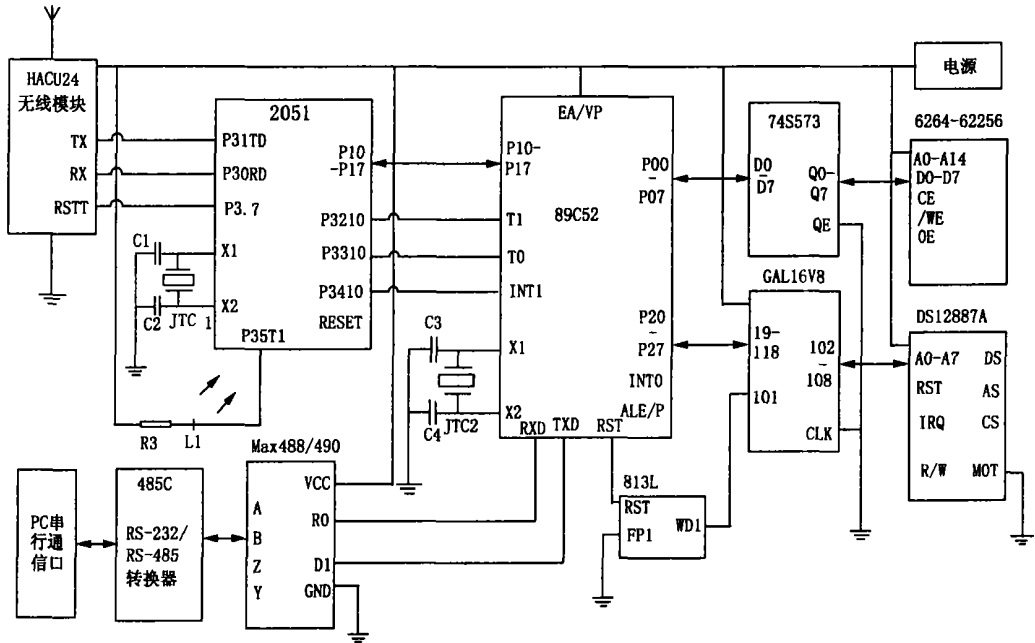 HACU24
无线模块
TX
RX
RSTT
2051
P31TD
P30RD
P3.7
X1
X2
1
P35T1
P10
-P17
P3210
P3310
P3410
RESET
C1
C2
JTC
R3
L1
EA/VP
P10-
P17
T1
T0
INT1
X1
X2
RXD
TXD
RST
89C52
P00
-
P07
P20
-
P27
INT0
ALE/P
C3
C4
JTC2
电源
74S573
D0
-
D7
Q0-
Q7
QE
6264-62256
A0-A14
D0-D7
CE
/WE
OE
GAL16V8
19-
118
101
102
-
108
CLK
DS12887A
A0-A7
RST
IRQ
R/W
DS
AS
CS
MOT
813L
RST
FP1
WD1
Max488/490
VCC
A
B
Z
Y
R0
D1
GND
485C
RS-232/
RS-485
转换器
PC串
行通
信口